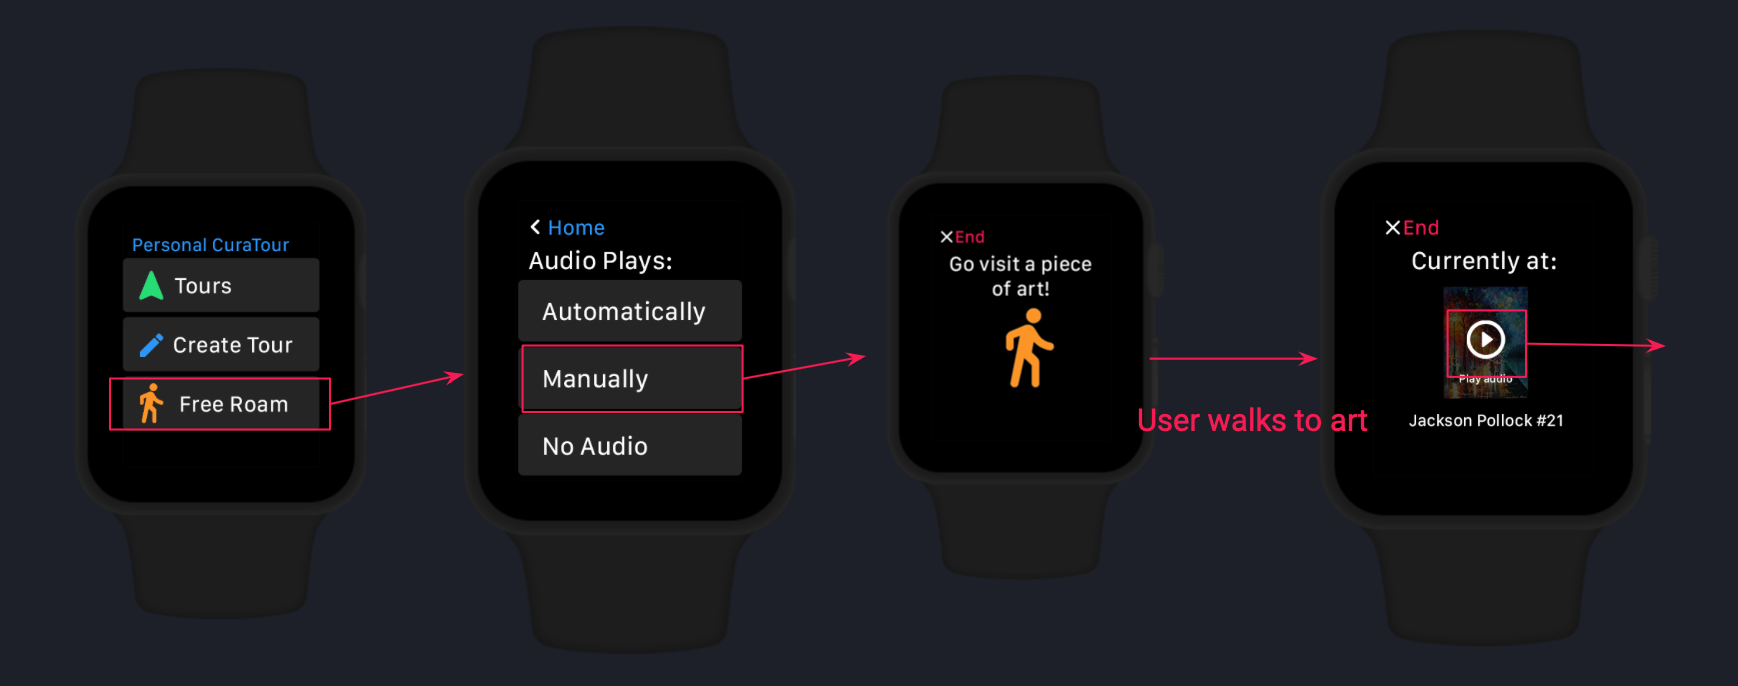 Personal CuraTour
Tours
Create Tour
Free Roam
Home
Audio Plays:
Automatically
Manually
No Audio
End
Go visit a piece
of art!
User walks to art
End
Currently at:
Play audio
Jackson Pollock #21